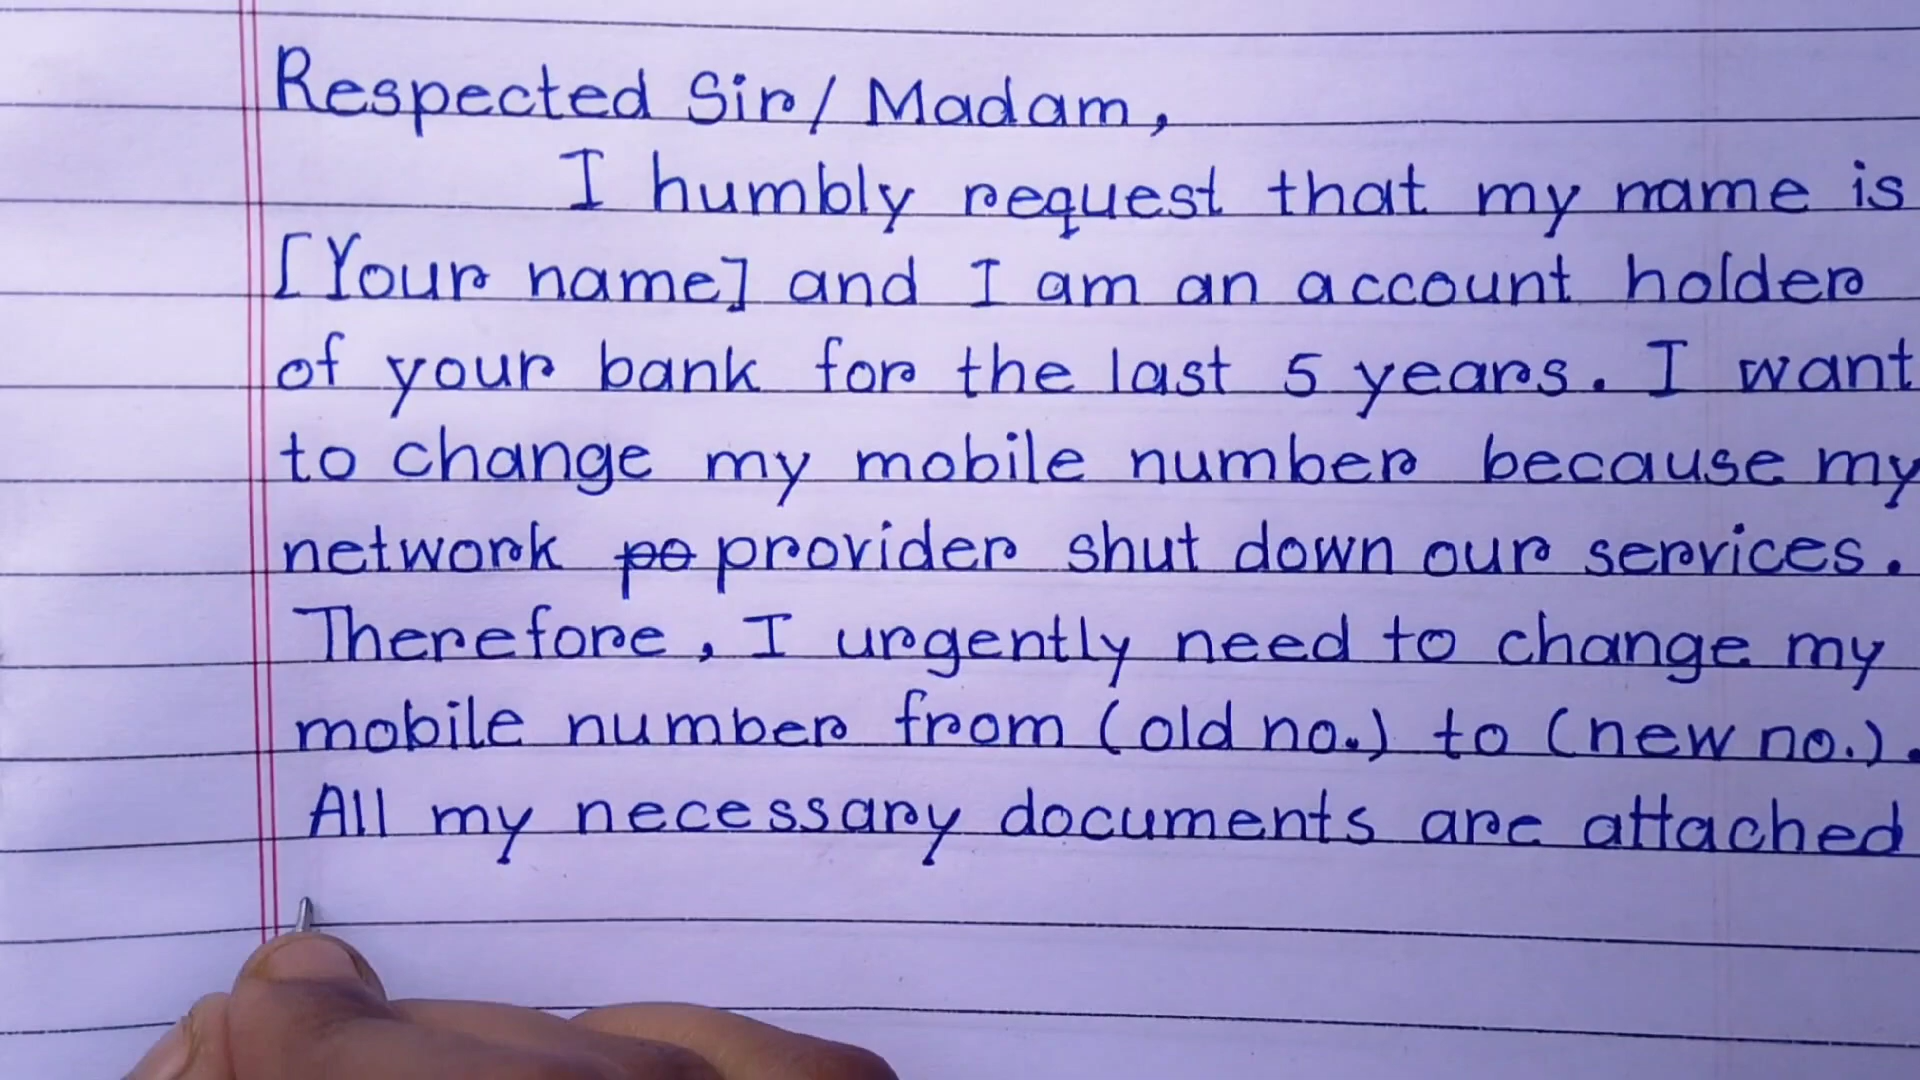 Respected Sir/Madam,
I humbly request that my name is
[Your name] and I am an account holder
of your bank for the last 5 years. I want
to change my mobile number because my
network po provider shut down our services.
Therefore, I urgently need to change my
mobile number from (old no.) to (new no.).
All my necessary documents are attached